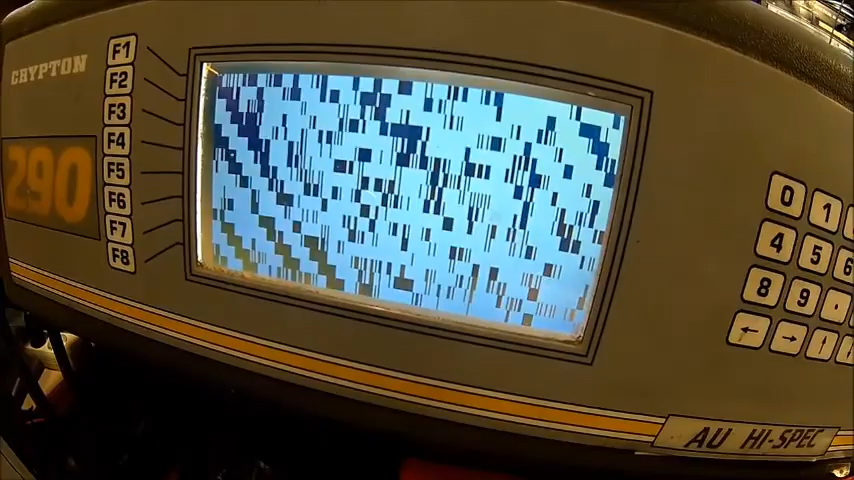 CRYPTON
290
F1
F2
F3
F4
F5
F6
F7
F8
0 1
4 5 6
8 9
← →
AU HI-SPEC